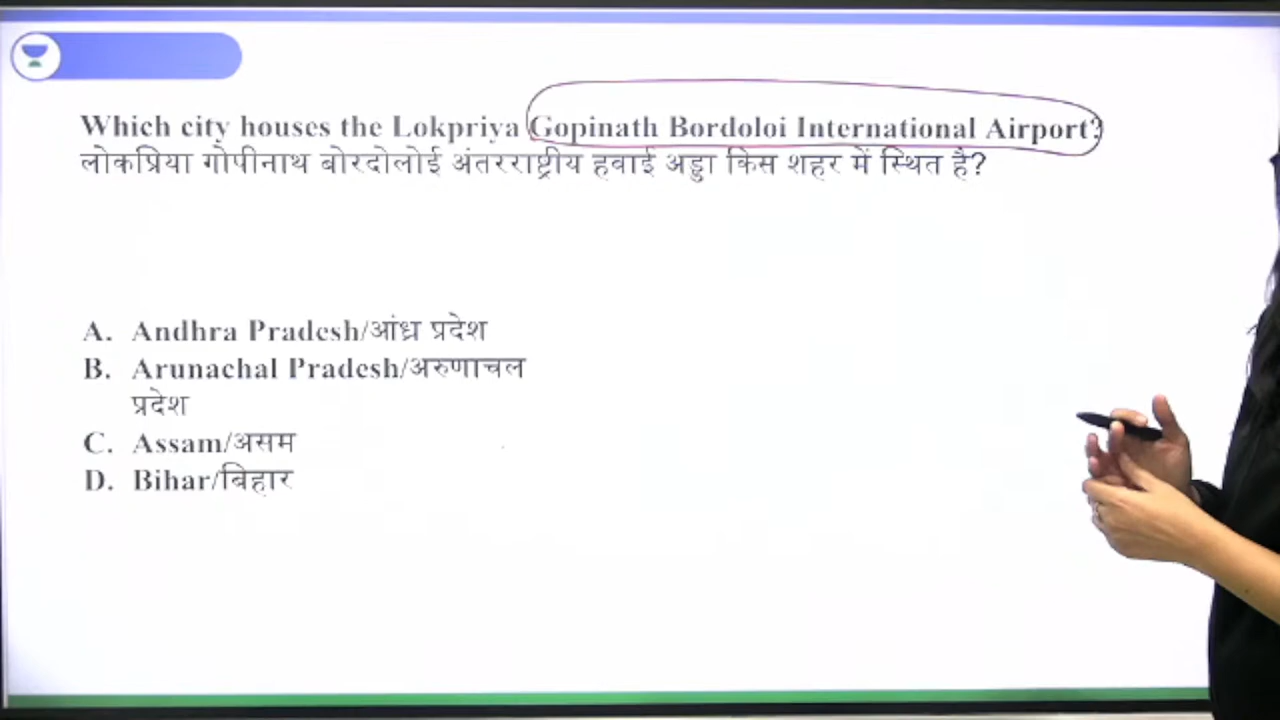 Which city houses the Lokpriya Gopinath Bordoloi International Airport?
लोकप्रिया गोपीनाथ बोरदोलोई अंतरराष्ट्रीय हवाई अड्डा किस शहर में स्थित है?
A. Andhra Pradesh/आंध्र प्रदेश
B. Arunachal Pradesh/अरुणाचल
प्रदेश
C. Assam/असम
D. Bihar/बिहार